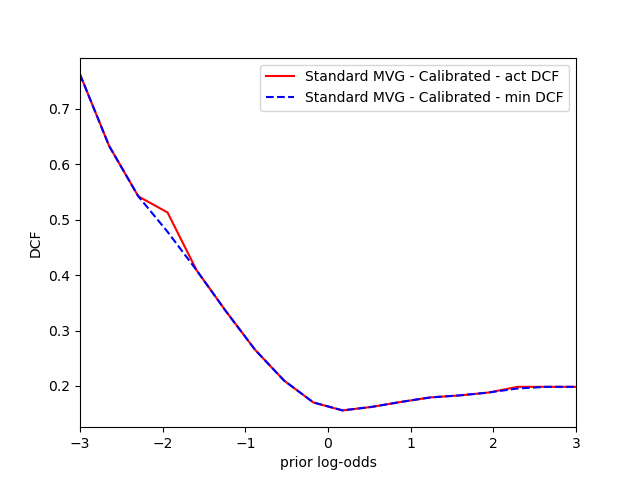 Standard MVG - Calibrated - act DCF
Standard MVG - Calibrated - min DCF
DCF
0.7
0.6
0.5
0.4
0.3
0.2
−3 −2 −1 0 1 2 3
prior log-odds